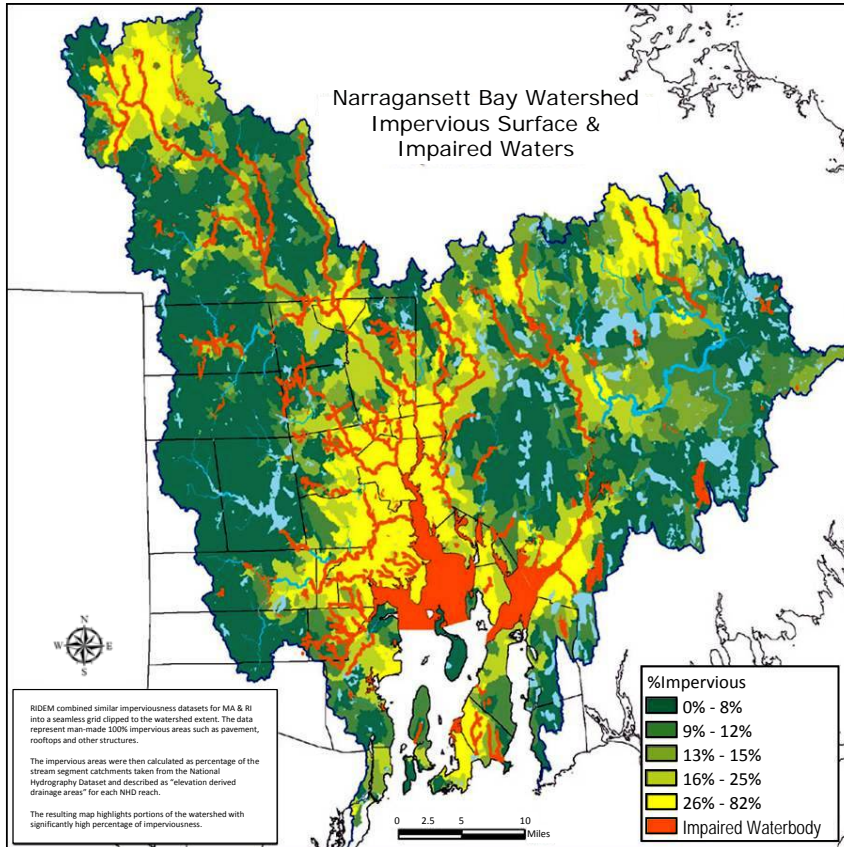 Narragansett Bay Watershed
Impervious Surface &
Impaired Waters
N
W
E
S
RIDEM combined similar imperviousness datasets for MA & RI
into a seamless grid clipped to the watershed extent. The data
represent man-made 100% impervious areas such as pavement,
rooftops and other structures.
The impervious areas were then calculated as percentage of the
stream segment catchments taken from the National
Hydrography Dataset and described as "elevation derived
drainage areas" for each NHD reach.
The resulting map highlights portions of the watershed with
significantly high percentage of imperviousness.
0 2.5 5 10
Miles
%Impervious
0% - 8%
9% - 12%
13% - 15%
16% - 25%
26% - 82%
Impaired Waterbody